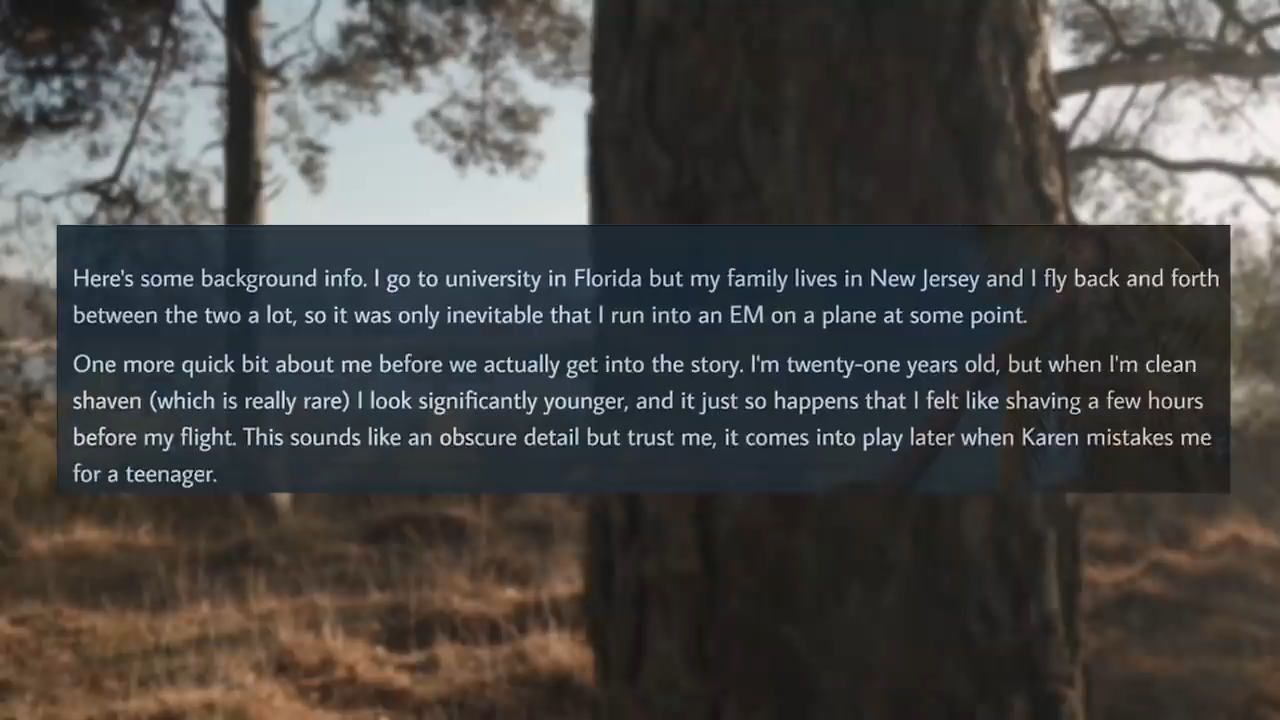 Here's some background info. I go to university in Florida but my family lives in New Jersey and I fly back and forth
between the two a lot, so it was only inevitable that I run into an EM on a plane at some point.
One more quick bit about me before we actually get into the story. I'm twenty-one years old, but when I'm clean
shaven (which is really rare) I look significantly younger, and it just so happens that I felt like shaving a few hours
before my flight. This sounds like an obscure detail but trust me, it comes into play later when Karen mistakes me
for a teenager.